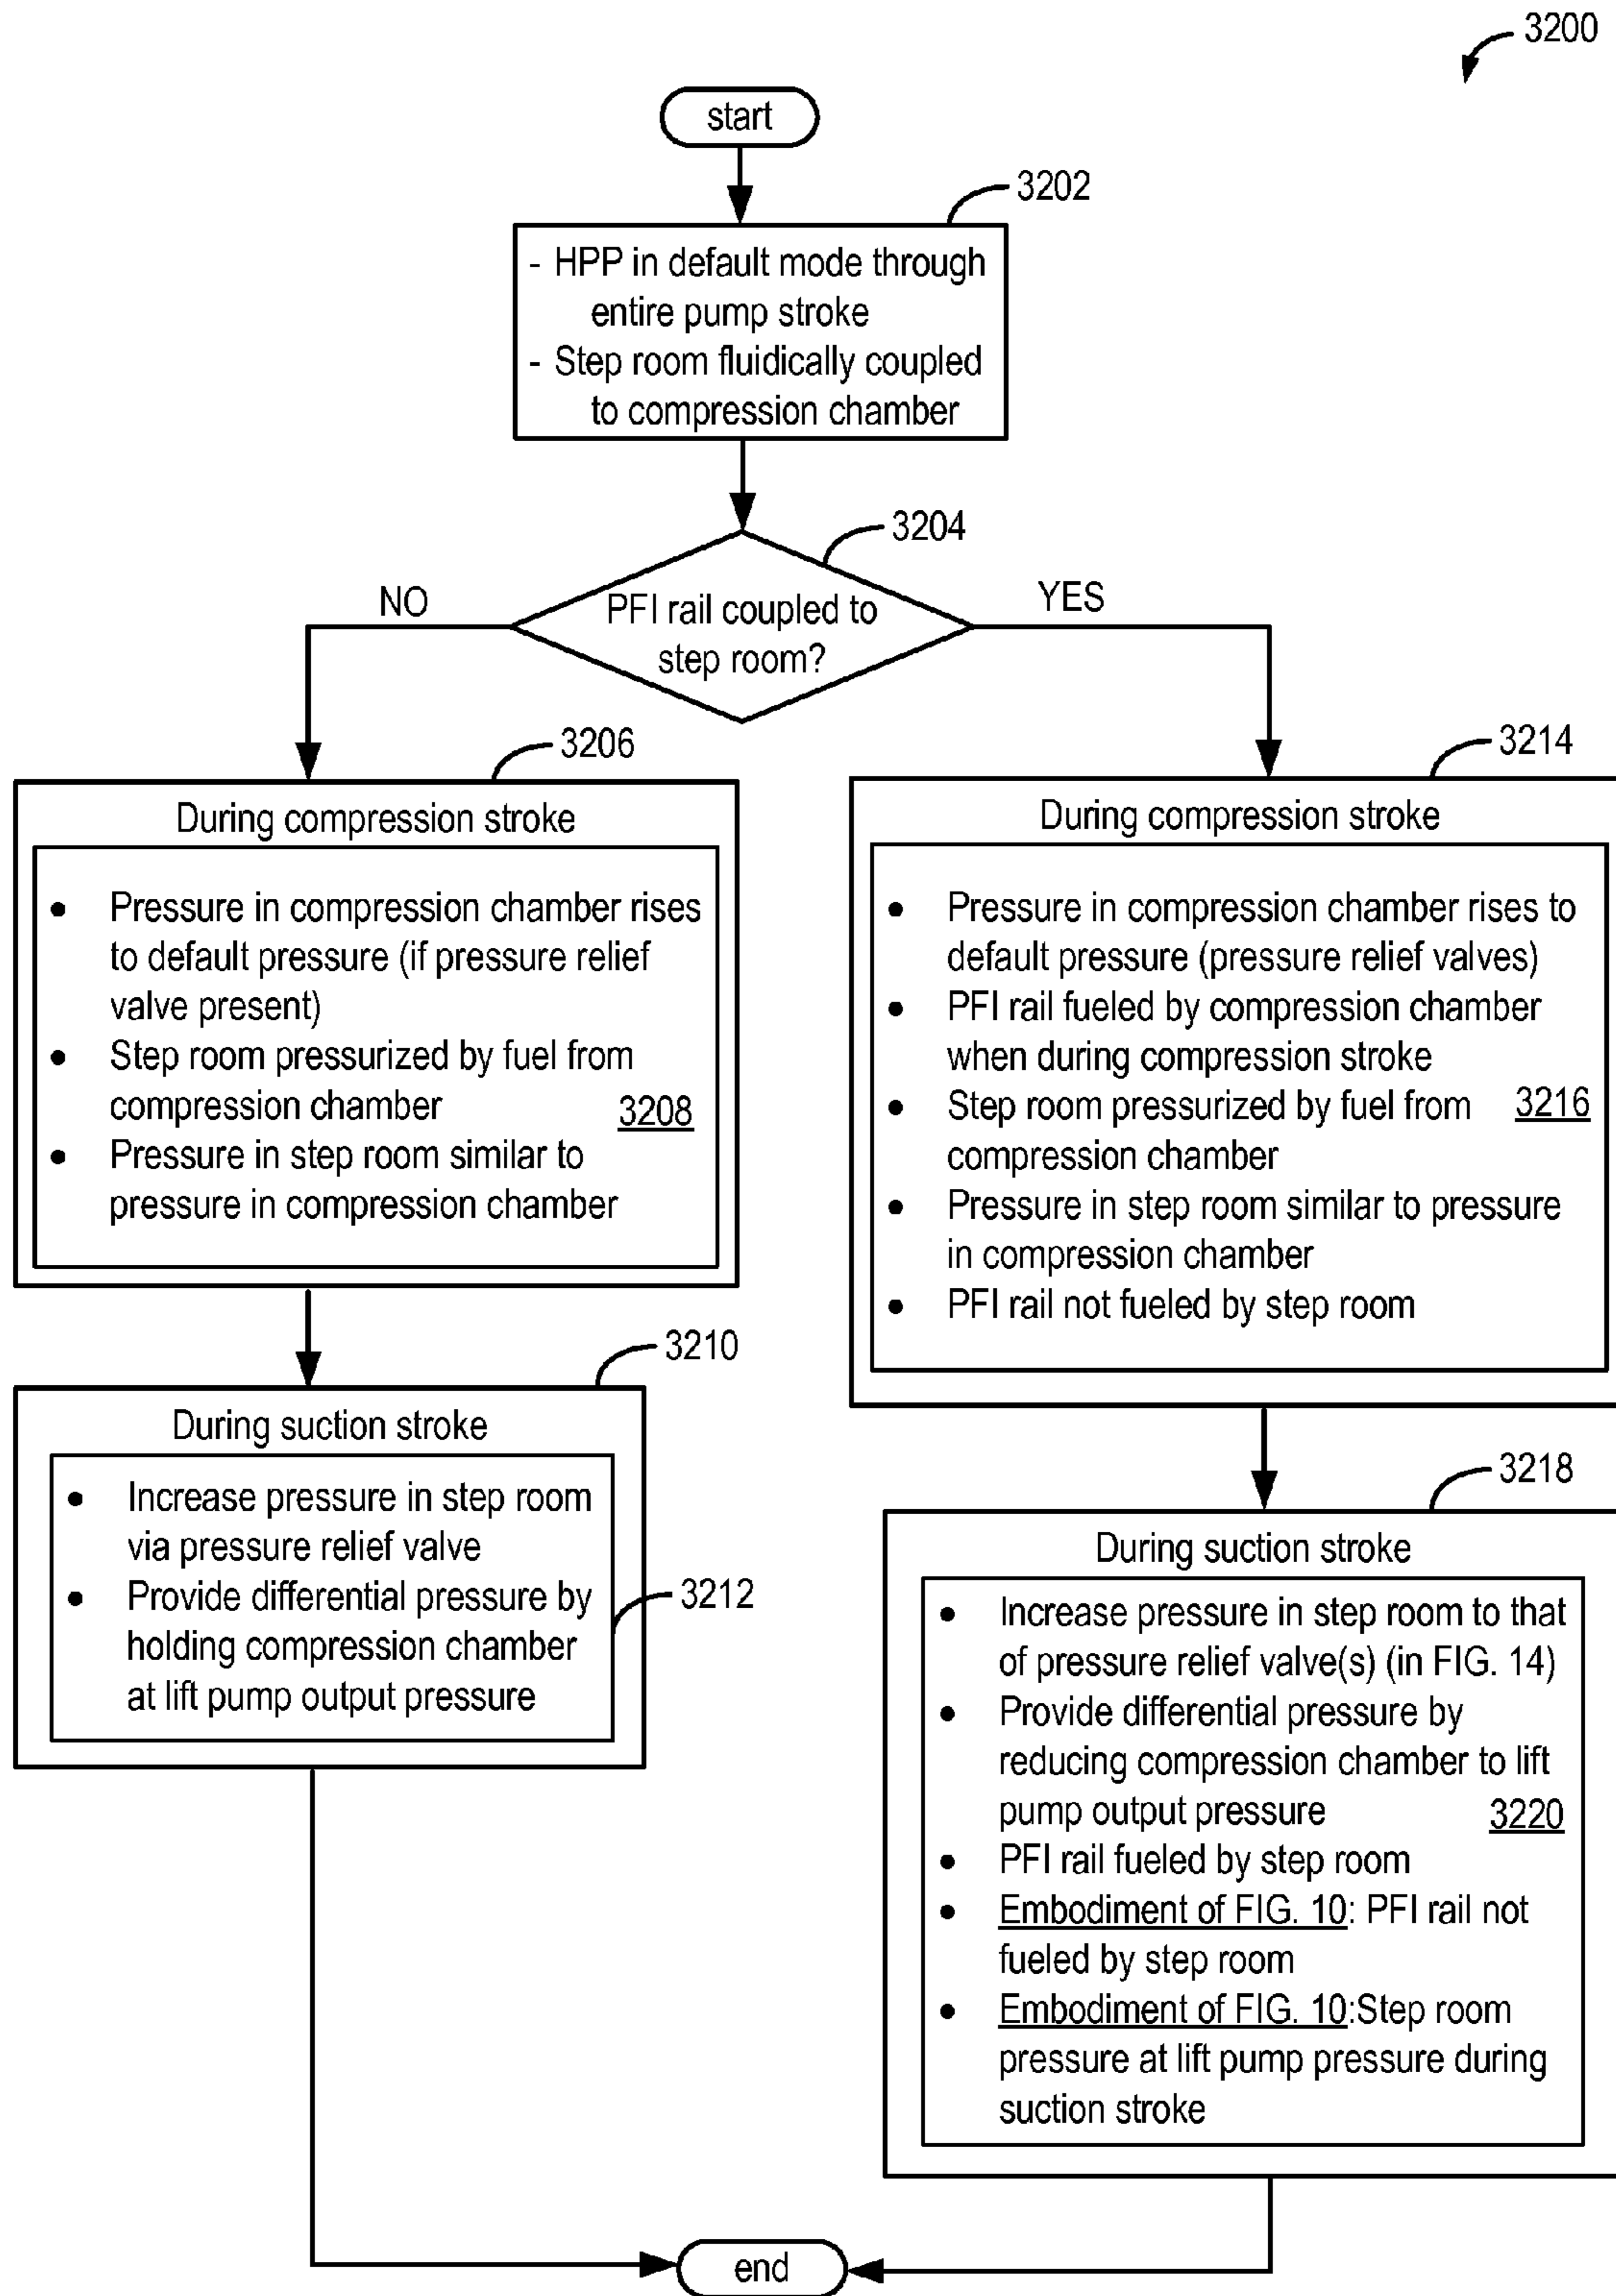 3200
start
3202
- HPP in default mode through
entire pump stroke
- Step room fluidically coupled
to compression chamber
3204
NO
PFI rail coupled to
step room?
YES
3206
During compression stroke
• Pressure in compression chamber rises
to default pressure (if pressure relief
valve present)
• Step room pressurized by fuel from
compression chamber 3208
• Pressure in step room similar to
pressure in compression chamber
3210
During suction stroke
• Increase pressure in step room
via pressure relief valve
• Provide differential pressure by
holding compression chamber
at lift pump output pressure
3212
3214
During compression stroke
• Pressure in compression chamber rises to
default pressure (pressure relief valves)
• PFI rail fueled by compression chamber
when during compression stroke
• Step room pressurized by fuel from 3216
compression chamber
• Pressure in step room similar to pressure
in compression chamber
• PFI rail not fueled by step room
3218
During suction stroke
• Increase pressure in step room to that
of pressure relief valve(s) (in FIG. 14)
• Provide differential pressure by
reducing compression chamber to lift
pump output pressure 3220
• PFI rail fueled by step room
• Embodiment of FIG. 10: PFI rail not
fueled by step room
• Embodiment of FIG. 10:Step room
pressure at lift pump pressure during
suction stroke
end